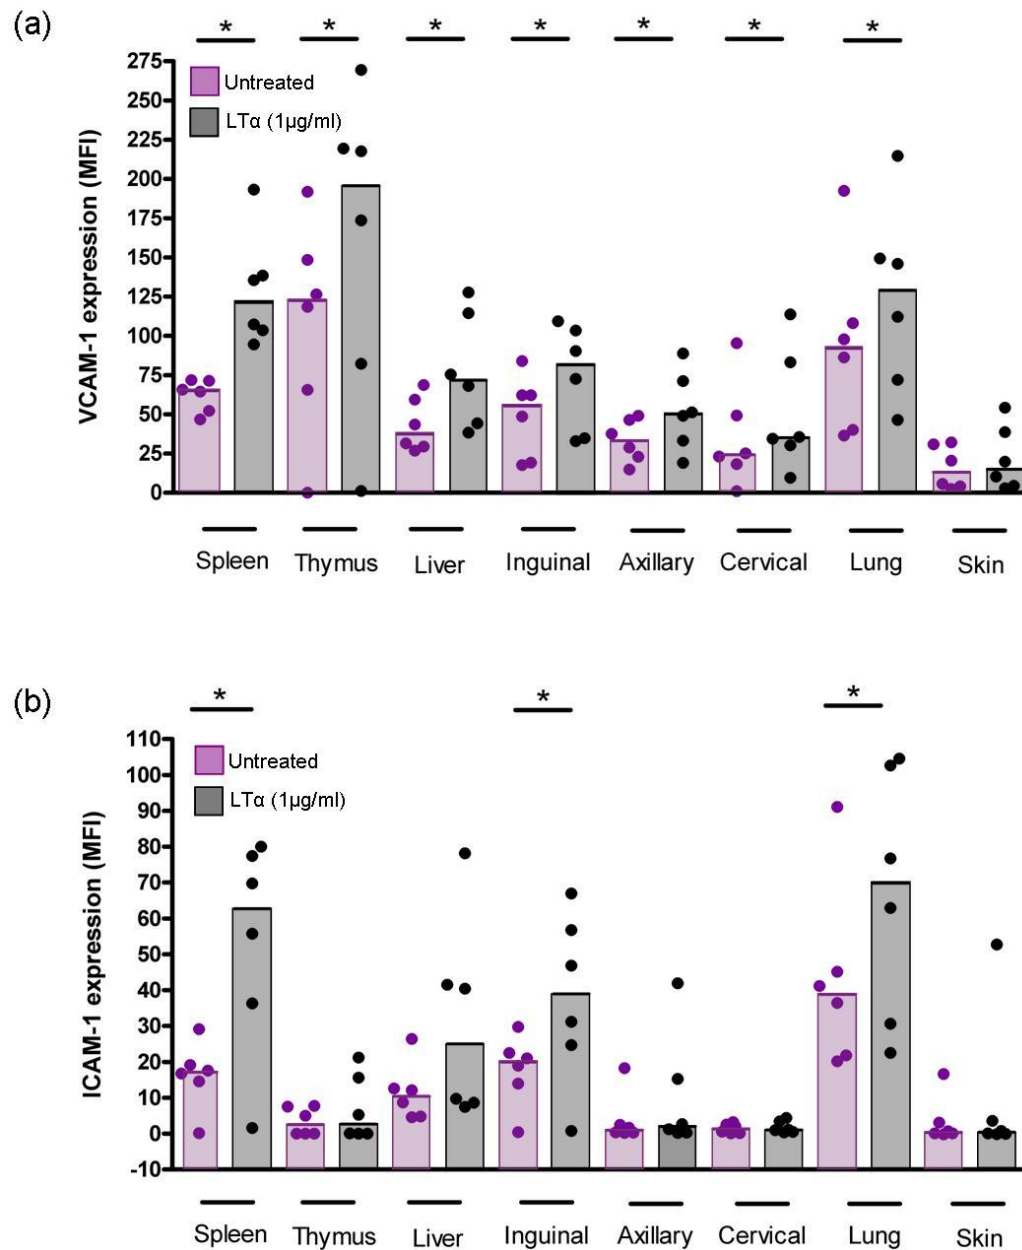 (a)
* * * * * * *
VCAM-1 expression (MFI)
275
250
225
200
175
150
125
100
75
50
25
0
Untreated
LTα (1µg/ml)
Spleen Thymus Liver Inguinal Axillary Cervical Lung Skin
(b)
* * *
ICAM-1 expression (MFI)
110
100
90
80
70
60
50
40
30
20
10
0
-10
Untreated
LTα (1µg/ml)
Spleen Thymus Liver Inguinal Axillary Cervical Lung Skin